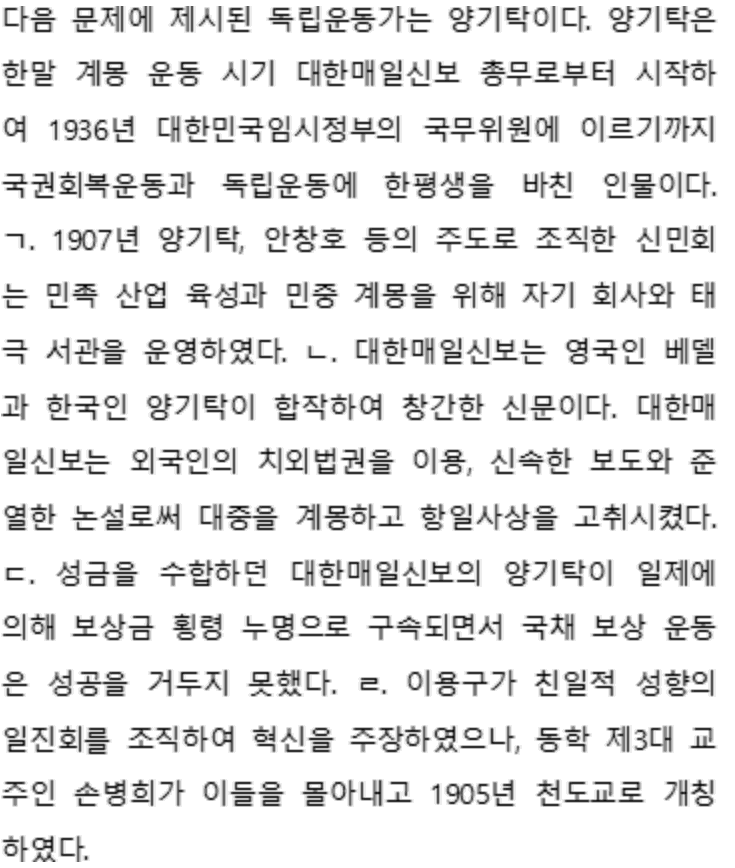 다음 문제에 제시된 독립운동가는 양기탁이다. 양기탁은
한말 계몽 운동 시기 대한매일신보 총무로부터 시작하
여 1936년 대한민국임시정부의 국무위원에 이르기까지
국권회복운동과 독립운동에 한평생을 바친 인물이다.
ㄱ. 1907년 양기탁, 안창호 등의 주도로 조직한 신민회
는 민족 산업 육성과 민중 계몽을 위해 자기 회사와 태
극 서관을 운영하였다. ㄴ. 대한매일신보는 영국인 베델
과 한국인 양기탁이 합작하여 창간한 신문이다. 대한매
일신보는 외국인의 치외법권을 이용, 신속한 보도와 준
열한 논설로써 대중을 계몽하고 항일사상을 고취시켰다.
ㄷ. 성금을 수합하던 대한매일신보의 양기탁이 일제에
의해 보상금 횡령 누명으로 구속되면서 국채 보상 운동
은 성공을 거두지 못했다. ㄹ. 이용구가 친일적 성향의
일진회를 조직하여 혁신을 주장하였으나, 동학 제3대 교
주인 손병희가 이들을 몰아내고 1905년 천도교로 개칭
하였다.